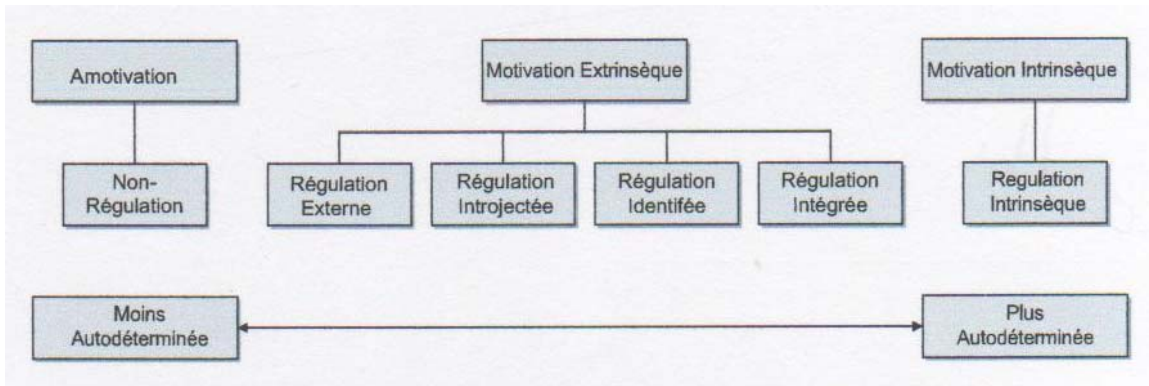 Amotivation
Motivation Extrinsèque
Motivation Intrinsèque
Non-
Régulation
Régulation
Externe
Régulation
Introjectée
Régulation
Identifée
Régulation
Intégrée
Regulation
Intrinsèque
Moins
Autodéterminée
Plus
Autodéterminée